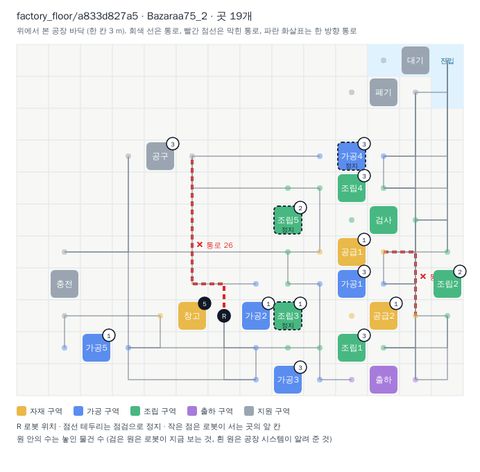 factory_floor/a833d827a5 · Bazaraa75_2 · 곳 19개
위에서 본 공장 바닥 (한 칸 3 m). 회색 선은 통로, 빨간 점선은 막힌 통로, 파란 화살표는 한 방향 통로
대기
폐기
3
공구
3
가공4
정지
3
조립4
2
조립5
정지
검사
통로 26
1
공급1
충전
3
가공1
2
조립2
창고
5
R
1
가공2
1
조립3
정지
1
공급2
1
가공5
3
조립1
3
가공3
출하
자재 구역
가공 구역
조립 구역
출하 구역
지원 구역
R 로봇 위치 · 점선 테두리는 점검으로 정지 · 작은 점은 로봇이 서는 곳의 앞 칸
원 안의 수는 놓인 물건 수 (검은 원은 로봇이 지금 보는 것, 흰 원은 공장 시스템이 알려 준 것)